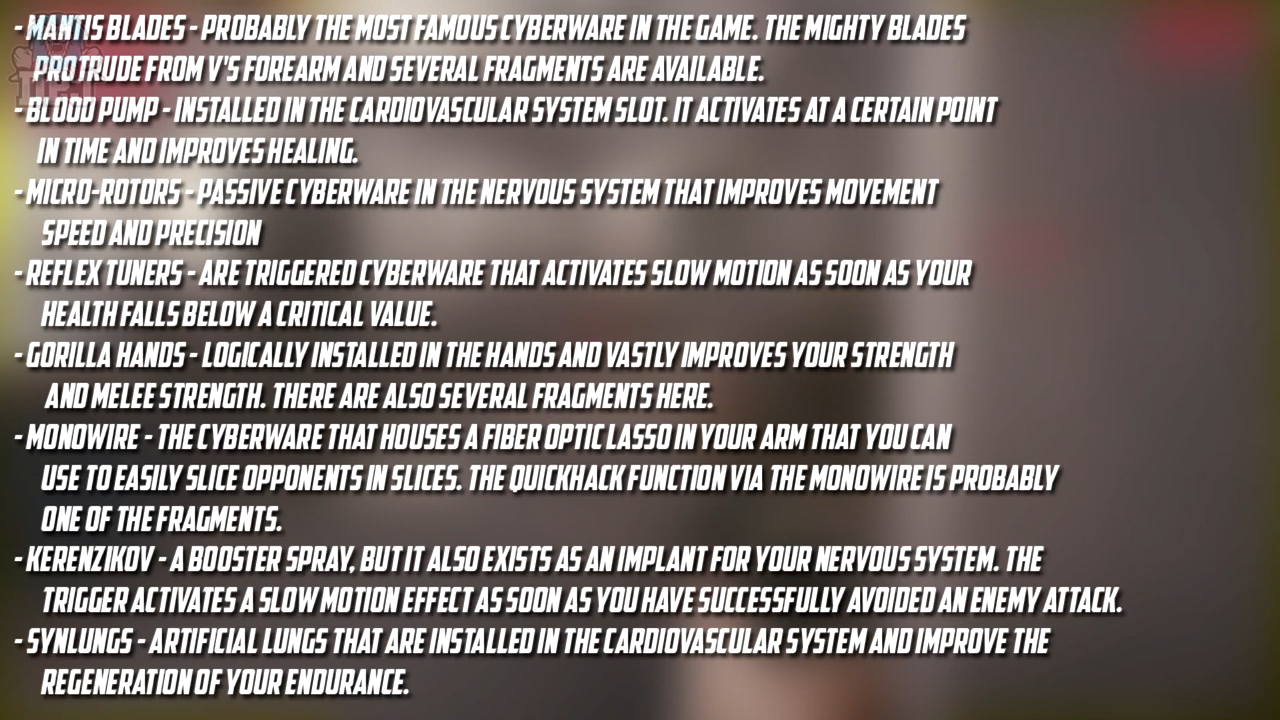 - MANTIS BLADES - PROBABLY THE MOST FAMOUS CYBERWARE IN THE GAME. THE MIGHTY BLADES
PROTRUDE FROM V'S FOREARM AND SEVERAL FRAGMENTS ARE AVAILABLE.
- BLOOD PUMP - INSTALLED IN THE CARDIOVASCULAR SYSTEM SLOT. IT ACTIVATES AT A CERTAIN POINT
IN TIME AND IMPROVES HEALING.
- MICRO-ROTORS - PASSIVE CYBERWARE IN THE NERVOUS SYSTEM THAT IMPROVES MOVEMENT
SPEED AND PRECISION
- REFLEX TUNERS - ARE TRIGGERED CYBERWARE THAT ACTIVATES SLOW MOTION AS SOON AS YOUR
HEALTH FALLS BELOW A CRITICAL VALUE.
- GORILLA HANDS - LOGICALLY INSTALLED IN THE HANDS AND VASTLY IMPROVES YOUR STRENGTH
AND MELEE STRENGTH. THERE ARE ALSO SEVERAL FRAGMENTS HERE.
- MONOWIRE - THE CYBERWARE THAT HOUSES A FIBER OPTIC LASSO IN YOUR ARM THAT YOU CAN
USE TO EASILY SLICE OPPONENTS IN SLICES. THE QUICKHACK FUNCTION VIA THE MONOWIRE IS PROBABLY
ONE OF THE FRAGMENTS.
- KERENZIKOV - A BOOSTER SPRAY, BUT IT ALSO EXISTS AS AN IMPLANT FOR YOUR NERVOUS SYSTEM. THE
TRIGGER ACTIVATES A SLOW MOTION EFFECT AS SOON AS YOU HAVE SUCCESSFULLY AVOIDED AN ENEMY ATTACK.
- SYNLUNGS - ARTIFICIAL LUNGS THAT ARE INSTALLED IN THE CARDIOVASCULAR SYSTEM AND IMPROVE THE
REGENERATION OF YOUR ENDURANCE.